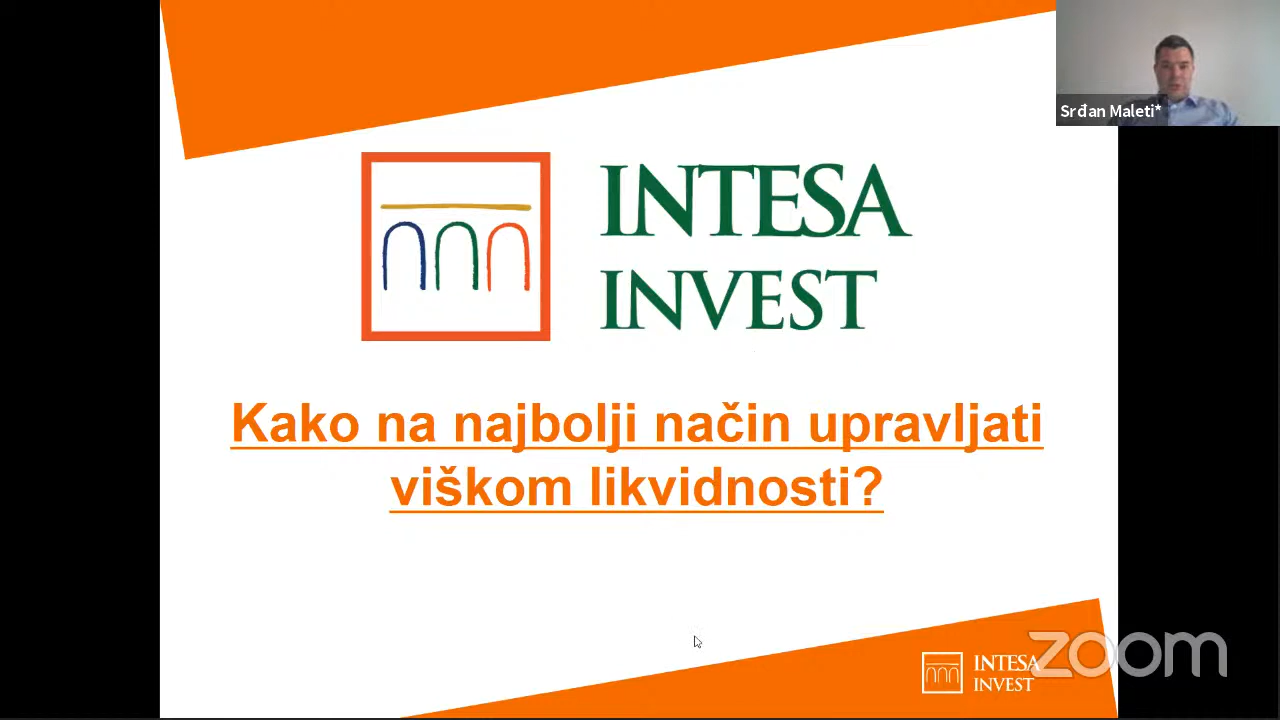 Srđan Maleti*
INTESA
INVEST
Kako na najbolji način upravljati
viškom likvidnosti?
INTESA
INVEST
zoom